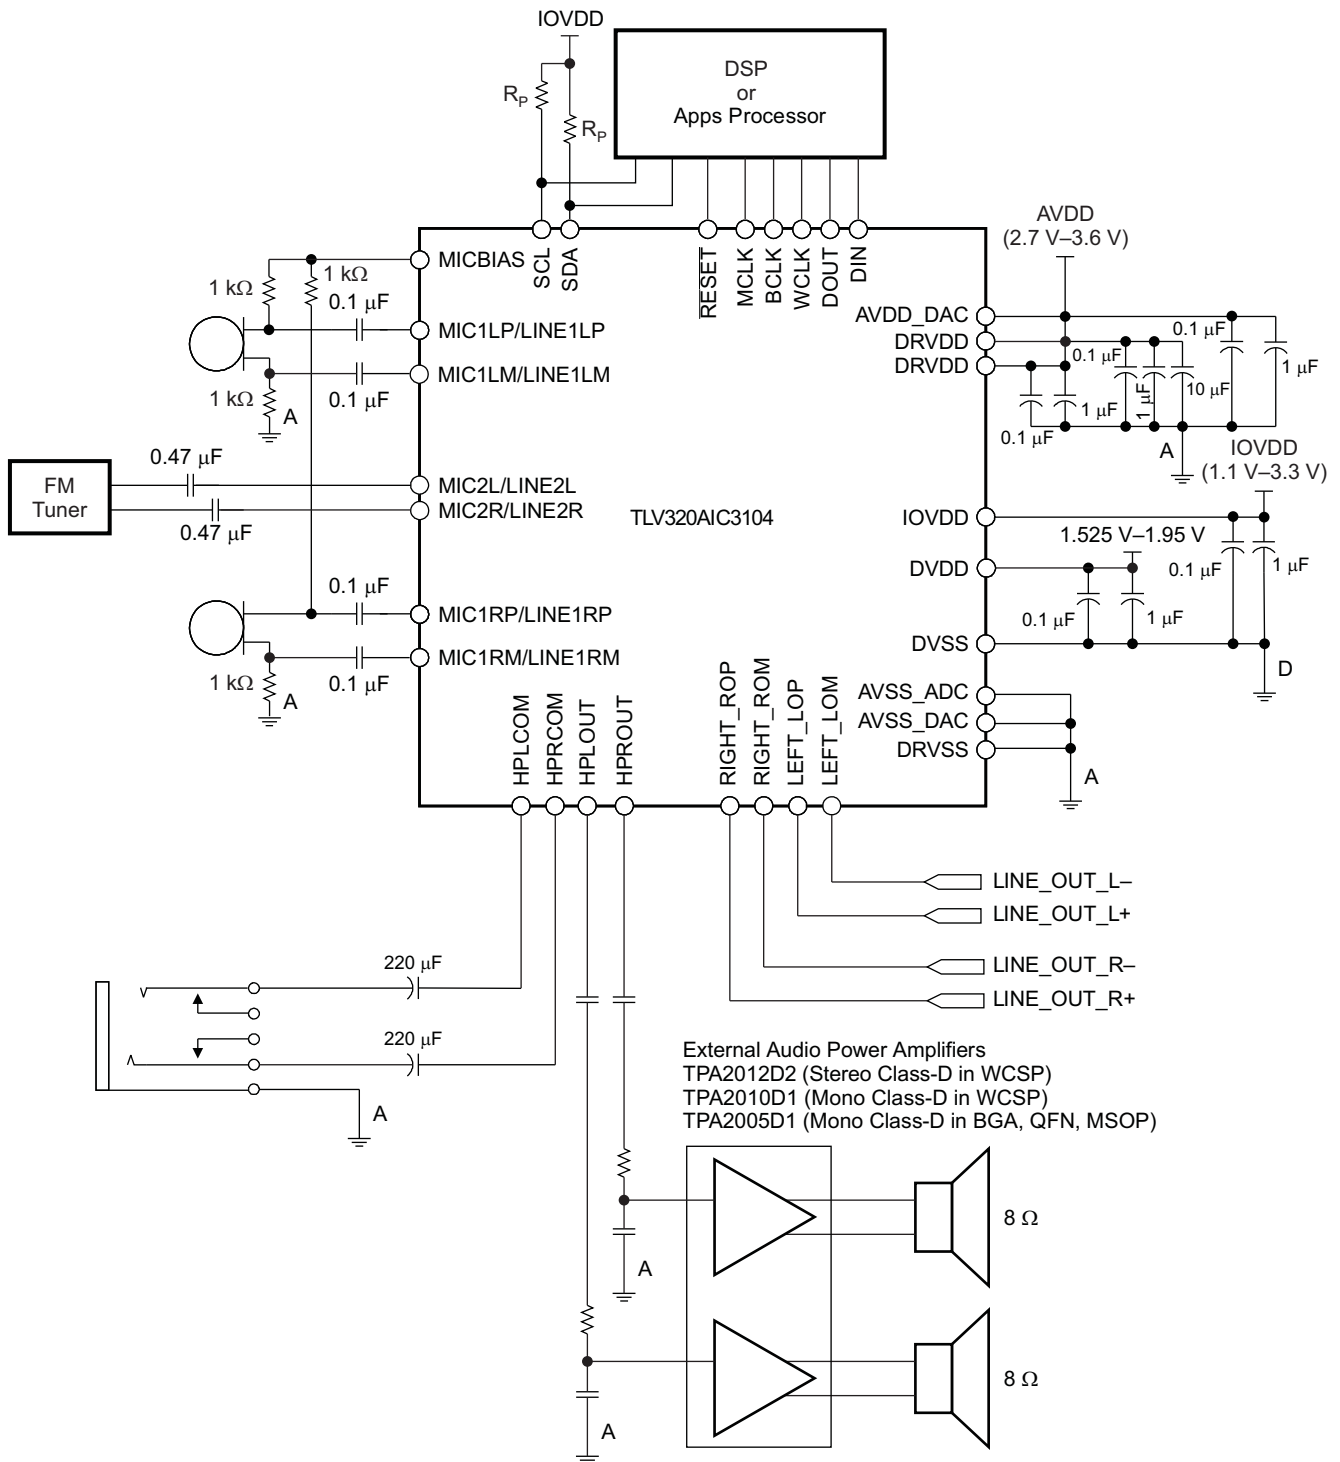 IOVDD
DSP
or
Apps Processor
RP
RP
AVDD
(2.7 V–3.6 V)
SCL
SDA
RESET
MCLK
BCLK
WCLK
DOUT
DIN
MICBIAS
1 kΩ
1 kΩ
0.1 μF
MIC1LP/LINE1LP
MIC1LM/LINE1LM
1 kΩ
A
0.1 μF
AVDD_DAC
DRVDD
DRVDD
0.1 μF
1 μF
0.1 μF
1 μF
10 μF
0.1 μF
1 μF
A
IOVDD
(1.1 V–3.3 V)
FM
Tuner
0.47 μF
0.47 μF
MIC2L/LINE2L
MIC2R/LINE2R
TLV320AIC3104
IOVDD
1.525 V–1.95 V
DVDD
0.1 μF
1 μF
0.1 μF
1 μF
0.1 μF
MIC1RP/LINE1RP
MIC1RM/LINE1RM
1 kΩ
A
0.1 μF
DVSS
D
AVSS_ADC
AVSS_DAC
DRVSS
A
HPLCOM
HPRCOM
HPLOUT
HPROUT
RIGHT_ROP
RIGHT_ROM
LEFT_LOP
LEFT_LOM
LINE_OUT_L–
LINE_OUT_L+
LINE_OUT_R–
LINE_OUT_R+
220 μF
220 μF
A
External Audio Power Amplifiers
TPA2012D2 (Stereo Class-D in WCSP)
TPA2010D1 (Mono Class-D in WCSP)
TPA2005D1 (Mono Class-D in BGA, QFN, MSOP)
8 Ω
A
8 Ω
A